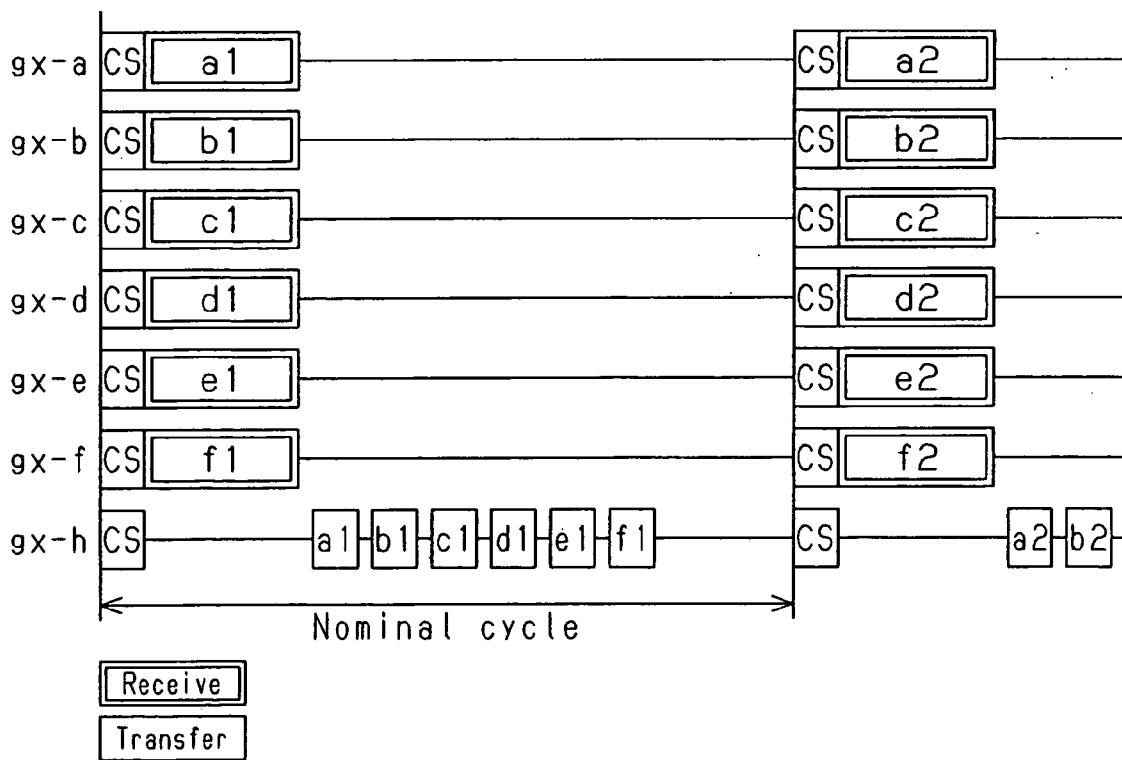 gx-a CS a1 CS a2
gx-b CS b1 CS b2
gx-c CS c1 CS c2
gx-d CS d1 CS d2
gx-e CS e1 CS e2
gx-f CS f1 CS f2
gx-h CS a1 b1 c1 d1 e1 f1 CS a2 b2
Nominal cycle
Receive
Transfer